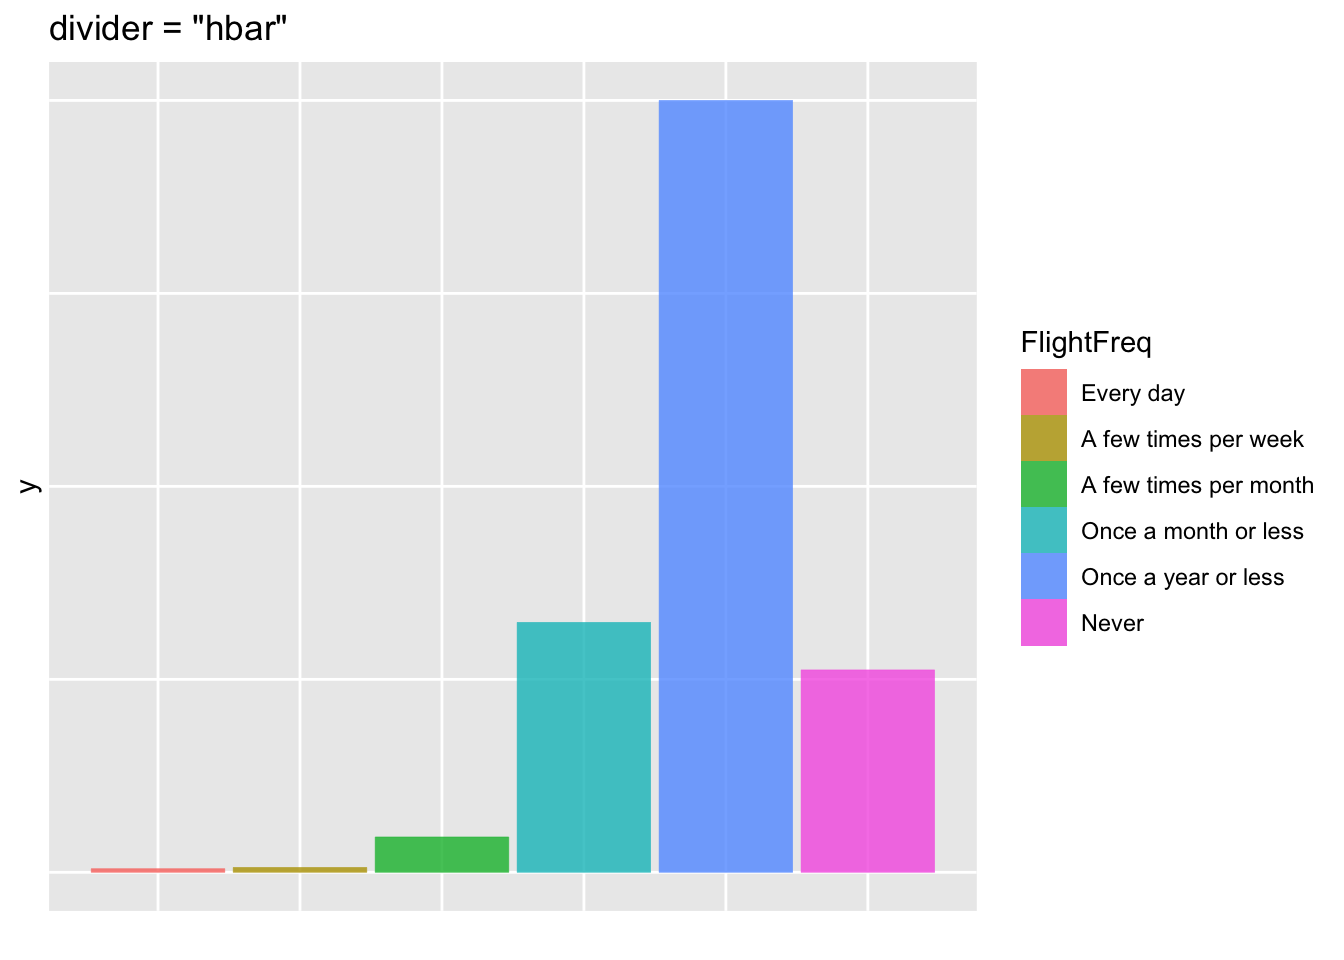 divider = "hbar"
y
FlightFreq
Every day
A few times per week
A few times per month
Once a month or less
Once a year or less
Never